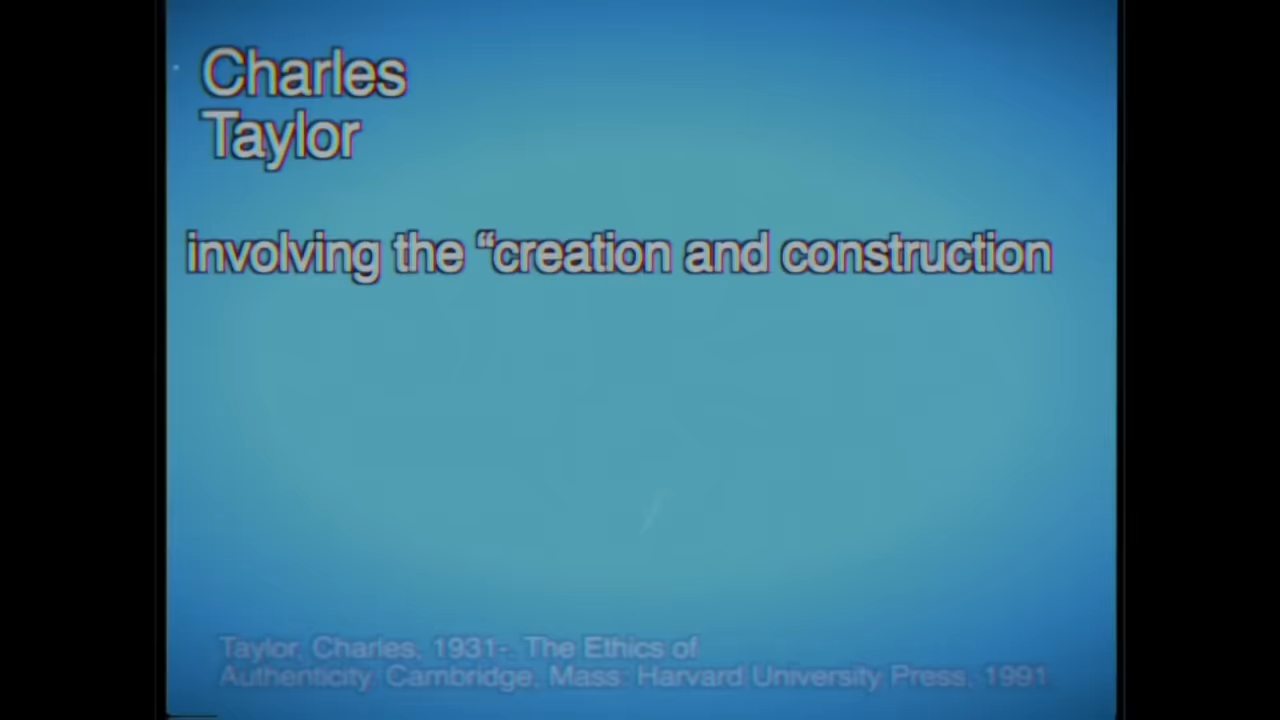 Charles
Taylor
involving the “creation and construction
Taylor, Charles, 1931-. The Ethics of
Authenticity. Cambridge, Mass: Harvard University Press, 1991.